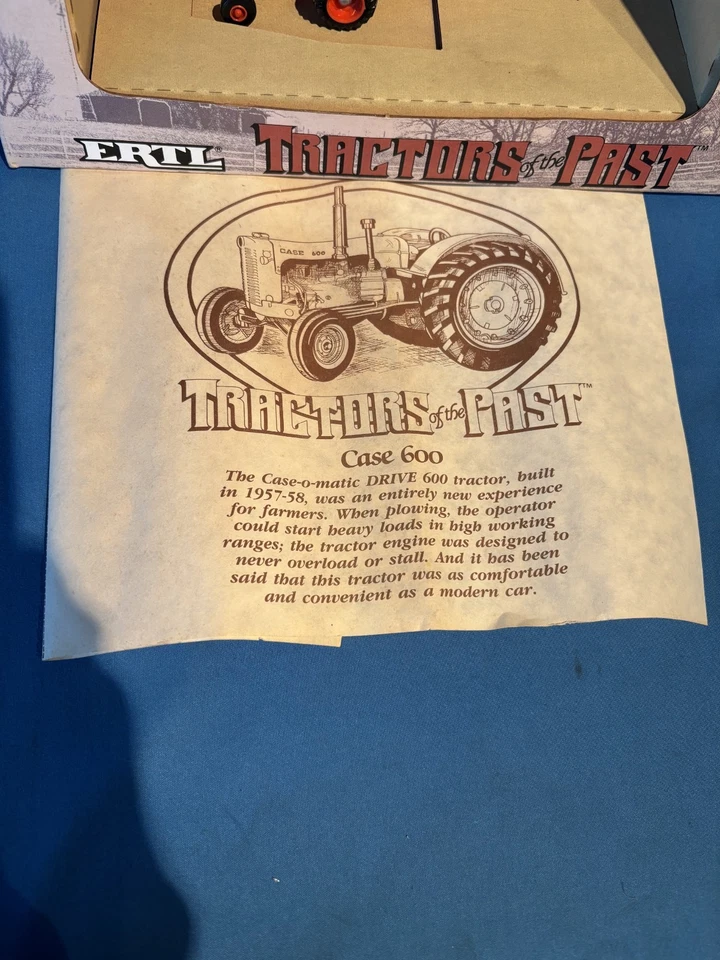 ERTL®
TRACTORS of the PAST™
CASE 600
TRACTORS of the PAST™
Case 600
The Case-o-matic DRIVE 600 tractor, built
in 1957-58, was an entirely new experience
for farmers. When plowing, the operator
could start heavy loads in high working
ranges; the tractor engine was designed to
never overload or stall. And it has been
said that this tractor was as comfortable
and convenient as a modern car.